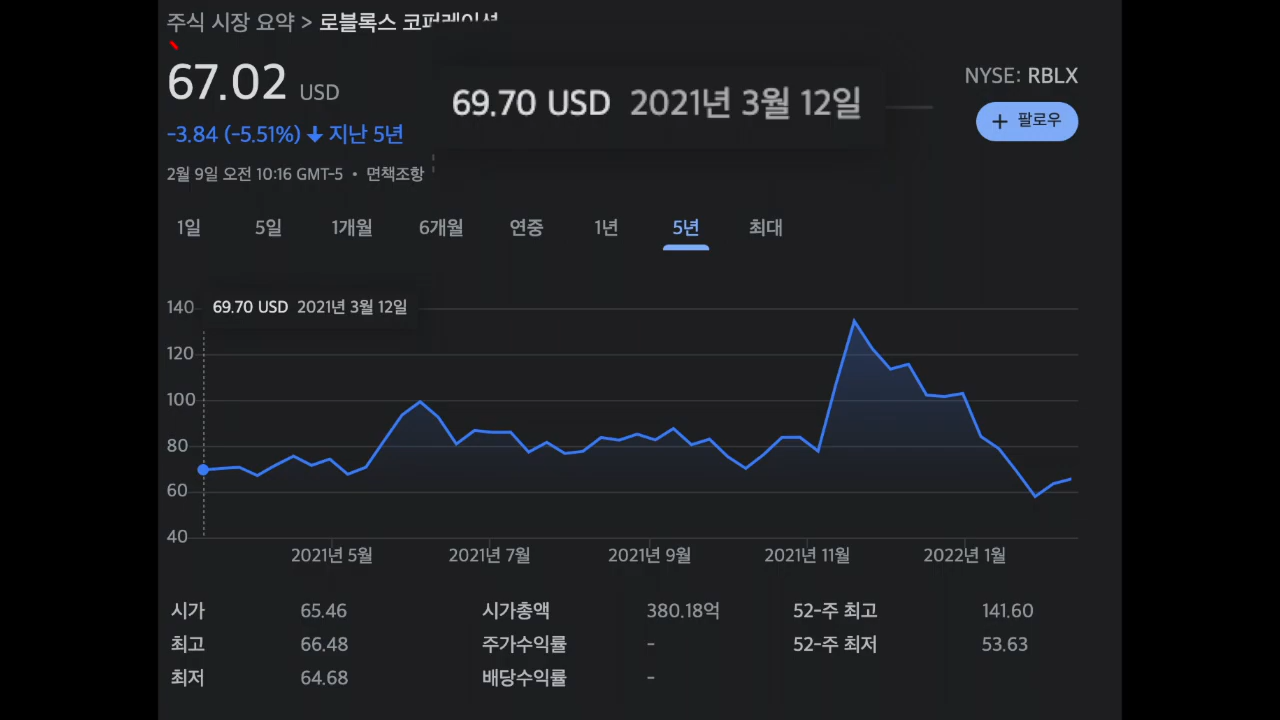 주식 시장 요약 > 로블록스 코퍼레이션
67.02 USD
69.70 USD 2021년 3월 12일
NYSE: RBLX
+ 팔로우
-3.84 (-5.51%) ↓ 지난 5년
2월 9일 오전 10:16 GMT-5 • 면책조항
1일 5일 1개월 6개월 연중 1년 5년 최대
140
69.70 USD 2021년 3월 12일
120
100
80
60
40
2021년 5월 2021년 7월 2021년 9월 2021년 11월 2022년 1월
시가 65.46 시가총액 380.18억 52-주 최고 141.60
최고 66.48 주가수익률 - 52-주 최저 53.63
최저 64.68 배당수익률 -